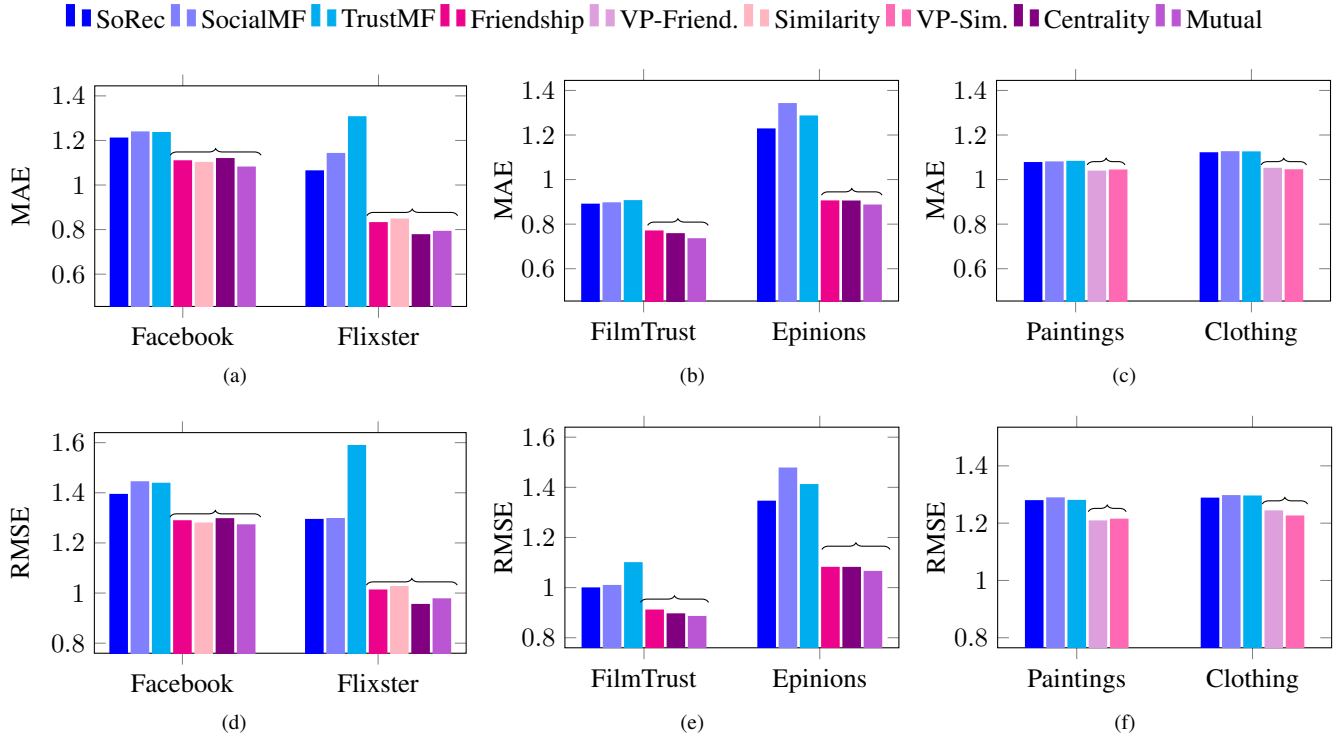 SoRec SocialMF TrustMF Friendship VP-Friend. Similarity VP-Sim. Centrality Mutual
MAE
1.4
1.2
1
0.8
0.6
Facebook Flixster
(a)
MAE
1.4
1.2
1
0.8
0.6
FilmTrust Epinions
(b)
MAE
1.4
1.2
1
0.8
0.6
Paintings Clothing
(c)
RMSE
1.6
1.4
1.2
1
0.8
Facebook Flixster
(d)
RMSE
1.6
1.4
1.2
1
0.8
FilmTrust Epinions
(e)
RMSE
1.4
1.2
1
0.8
Paintings Clothing
(f)